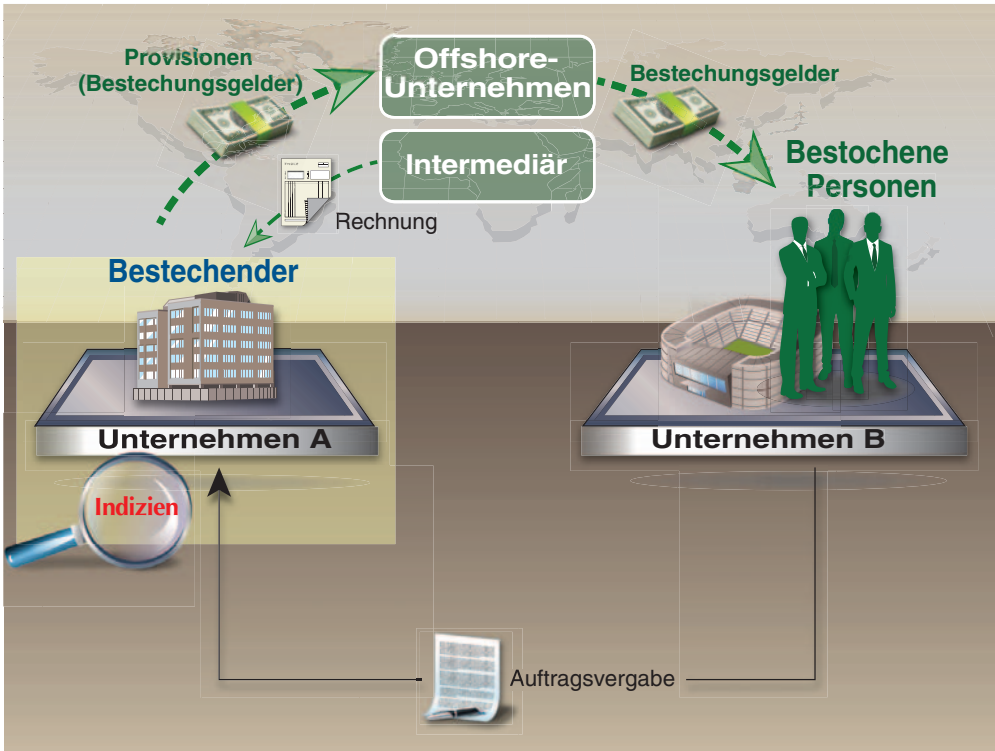 Provisionen
(Bestechungsgelder)
Offshore-
Unternehmen
Bestechungsgelder
Intermediär
Rechnung
Bestochene
Personen
Bestechender
Unternehmen A
Unternehmen B
Indizien
Auftragsvergabe